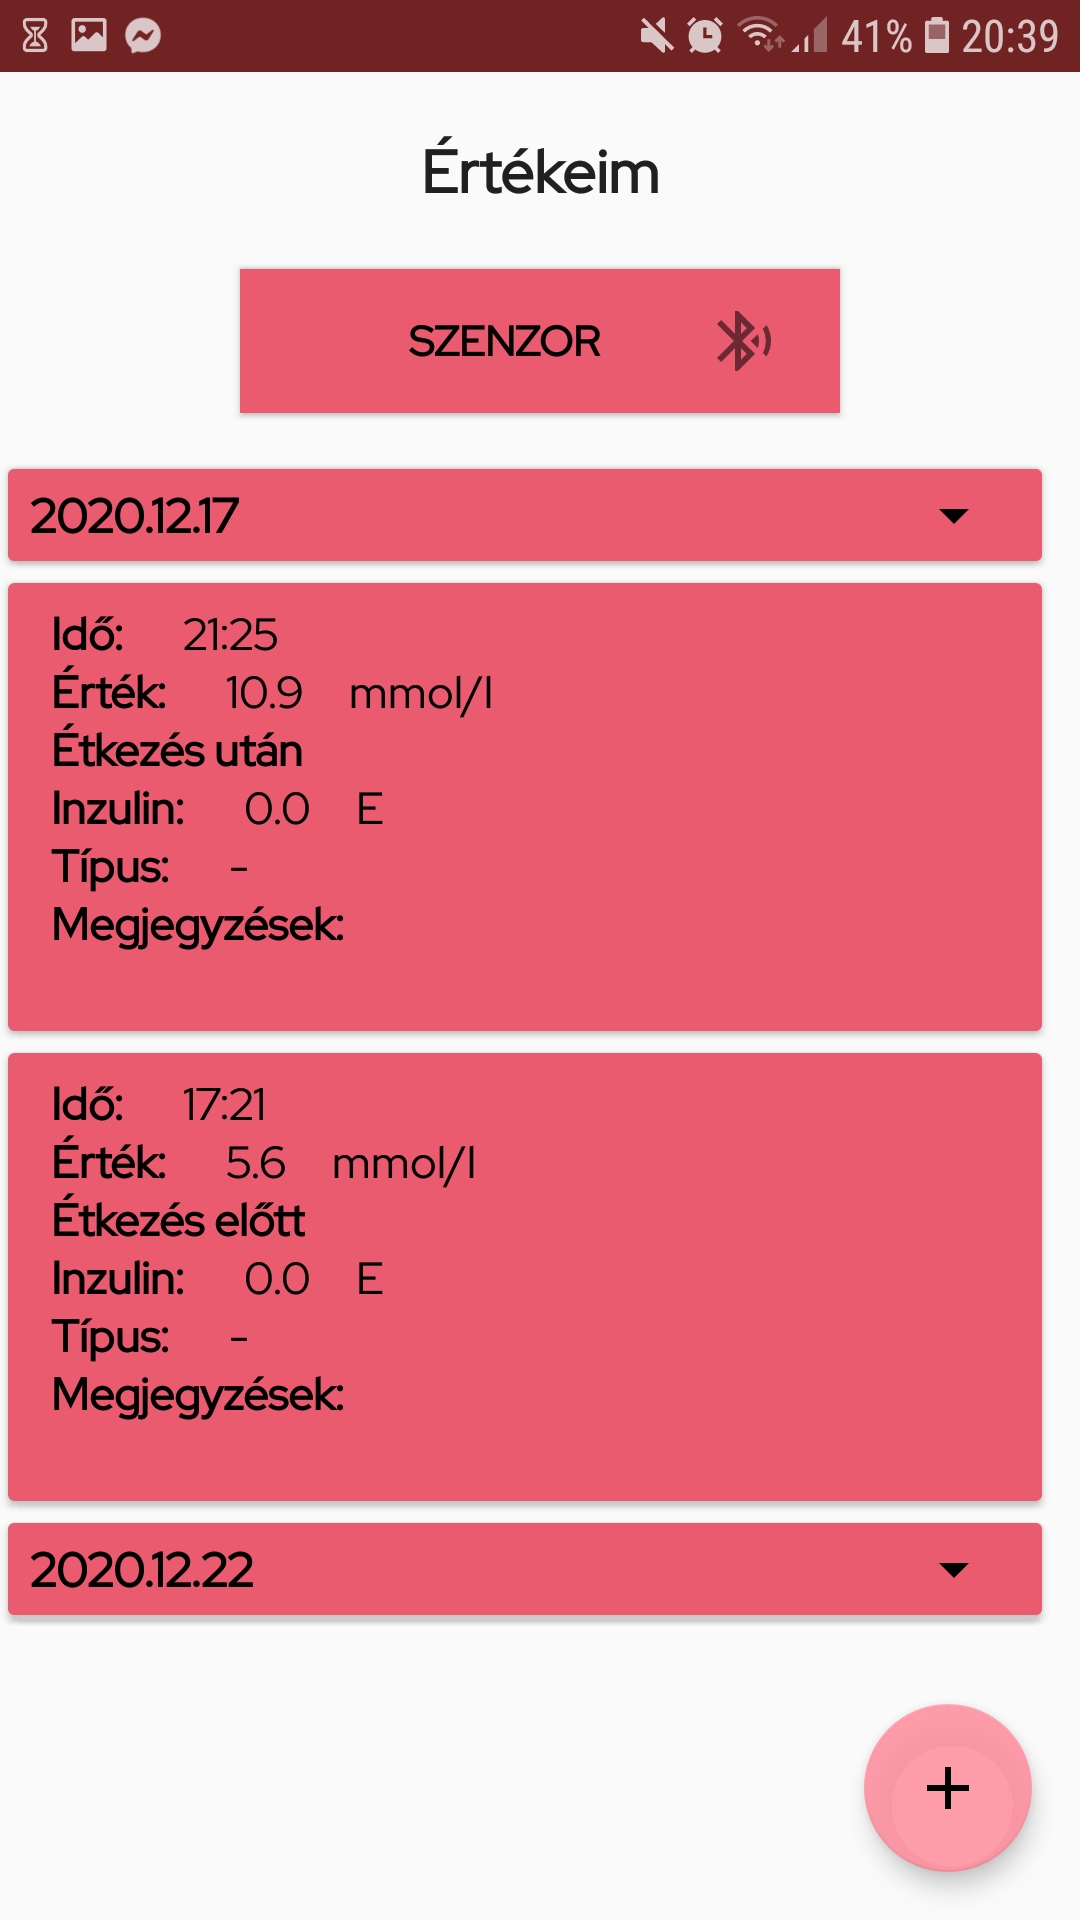 41% 20:39
Értékeim
SZENZOR
2020.12.17
Idő: 21:25
Érték: 10.9 mmol/l
Étkezés után
Inzulin: 0.0 E
Típus: -
Megjegyzések:
Idő: 17:21
Érték: 5.6 mmol/l
Étkezés előtt
Inzulin: 0.0 E
Típus: -
Megjegyzések:
2020.12.22